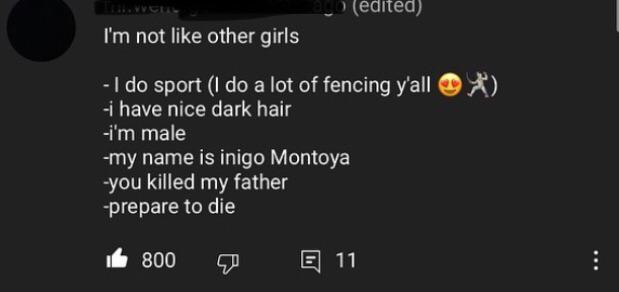 ago (edited)
I'm not like other girls
- I do sport (I do a lot of fencing y'all 😍🤺)
-i have nice dark hair
-i'm male
-my name is inigo Montoya
-you killed my father
-prepare to die
800 11